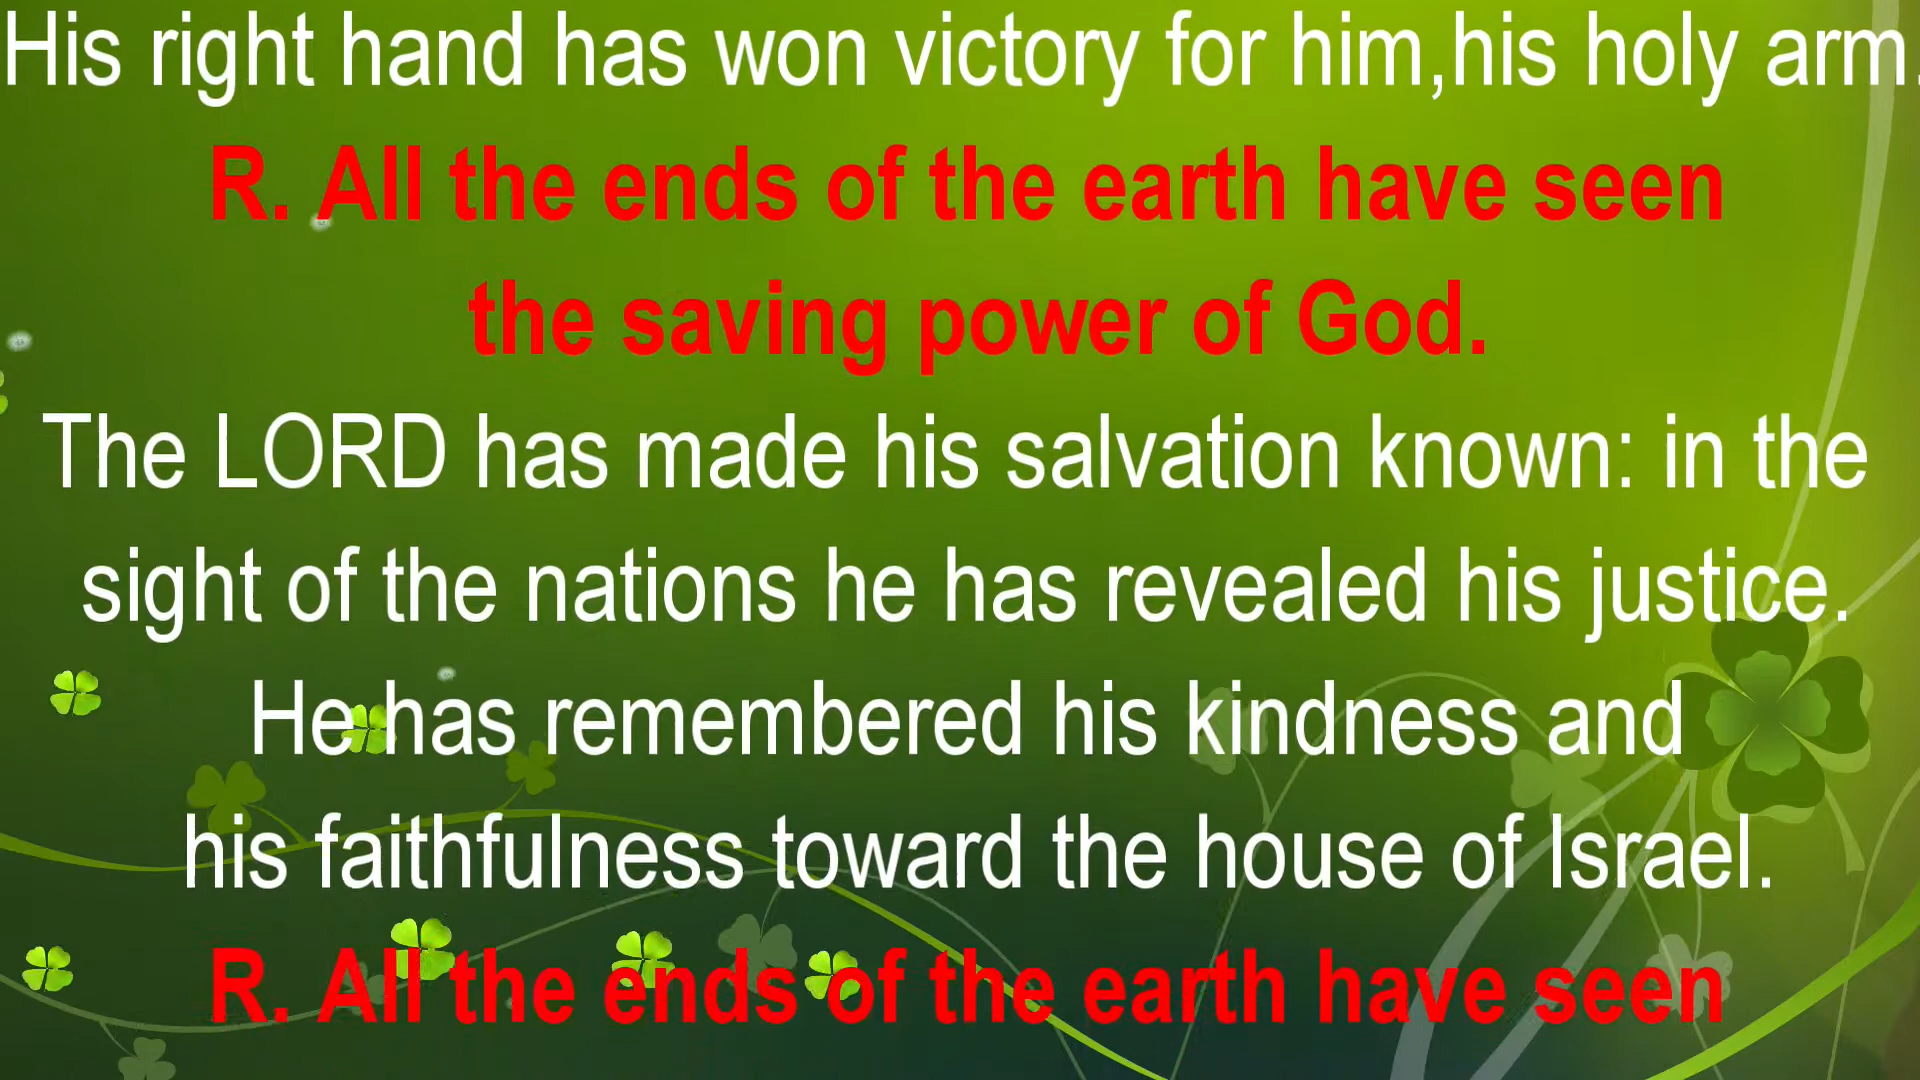 His right hand has won victory for him,his holy arm.
R. All the ends of the earth have seen
the saving power of God.
The LORD has made his salvation known: in the
sight of the nations he has revealed his justice.
He has remembered his kindness and
his faithfulness toward the house of Israel.
R. All the ends of the earth have seen